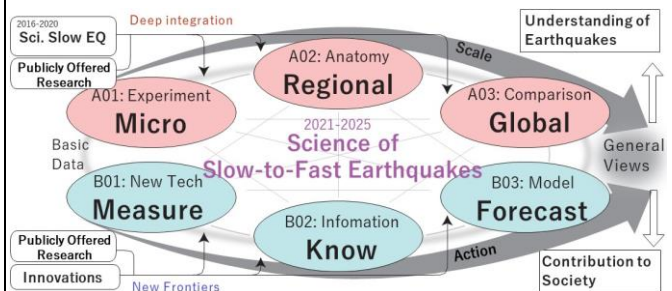 2016-2020
Sci. Slow EQ
Deep integration
Publicly Offered
Research
Understanding of
Earthquakes
Scale
A01: Experiment
Micro
A02: Anatomy
Regional
A03: Comparison
Global
2021-2025
Science of
Slow-to-Fast Earthquakes
Basic
Data
General
Views
B01: New Tech
Measure
B02: Infomation
Know
B03: Model
Forecast
Action
Publicly Offered
Research
Innovations
New Frontiers
Contribution to
Society